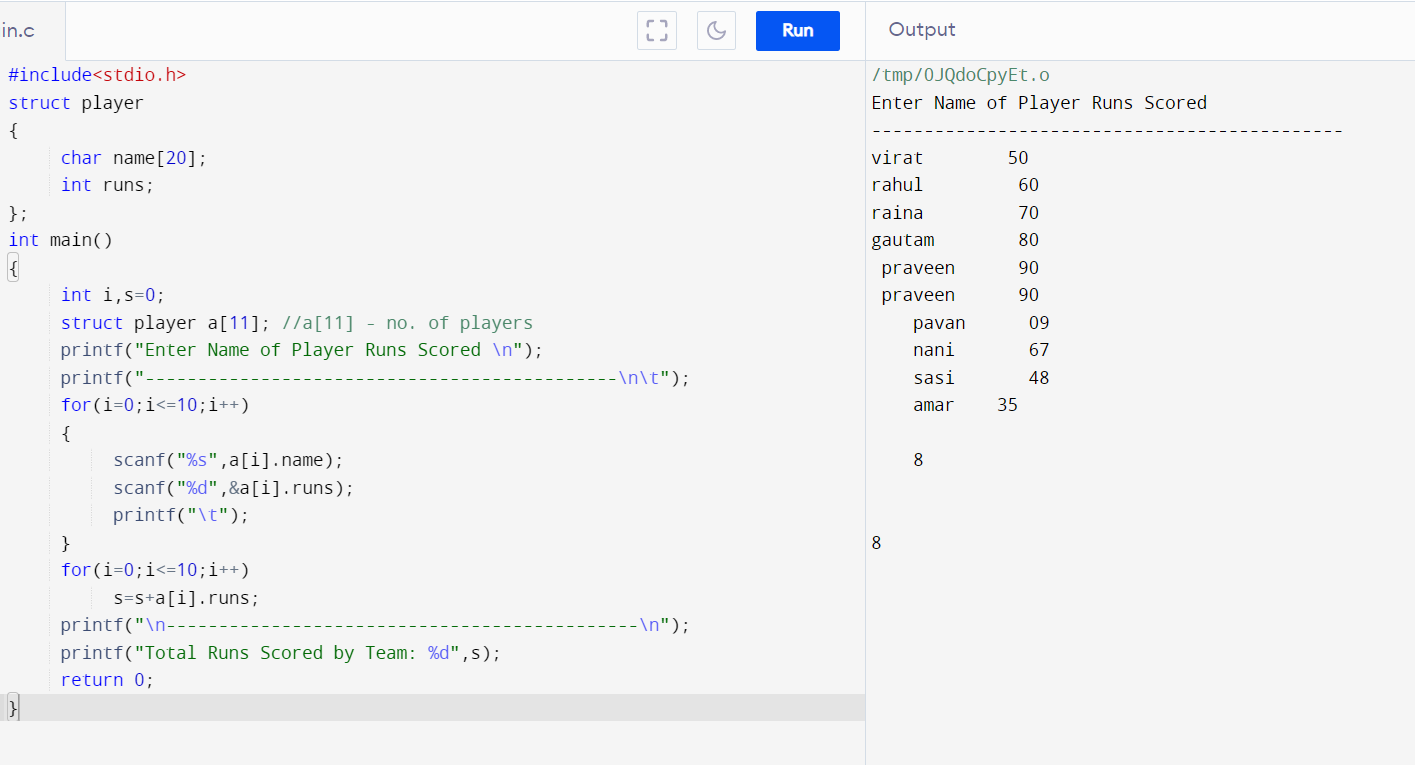 in.c
Run
Output
#include<stdio.h>
struct player
{
char name[20];
int runs;
};
int main()
{
int i,s=0;
struct player a[11]; //a[11] - no. of players
printf("Enter Name of Player Runs Scored \n");
printf("---------------------------------------------\n\t");
for(i=0;i<=10;i++)
{
scanf("%s",a[i].name);
scanf("%d",&a[i].runs);
printf("\t");
}
for(i=0;i<=10;i++)
s=s+a[i].runs;
printf("\n---------------------------------------------\n");
printf("Total Runs Scored by Team: %d",s);
return 0;
}
/tmp/0JQdoCpyEt.o
Enter Name of Player Runs Scored
---------------------------------------------
virat 50
rahul 60
raina 70
gautam 80
praveen 90
praveen 90
pavan 09
nani 67
sasi 48
amar 35
8
8